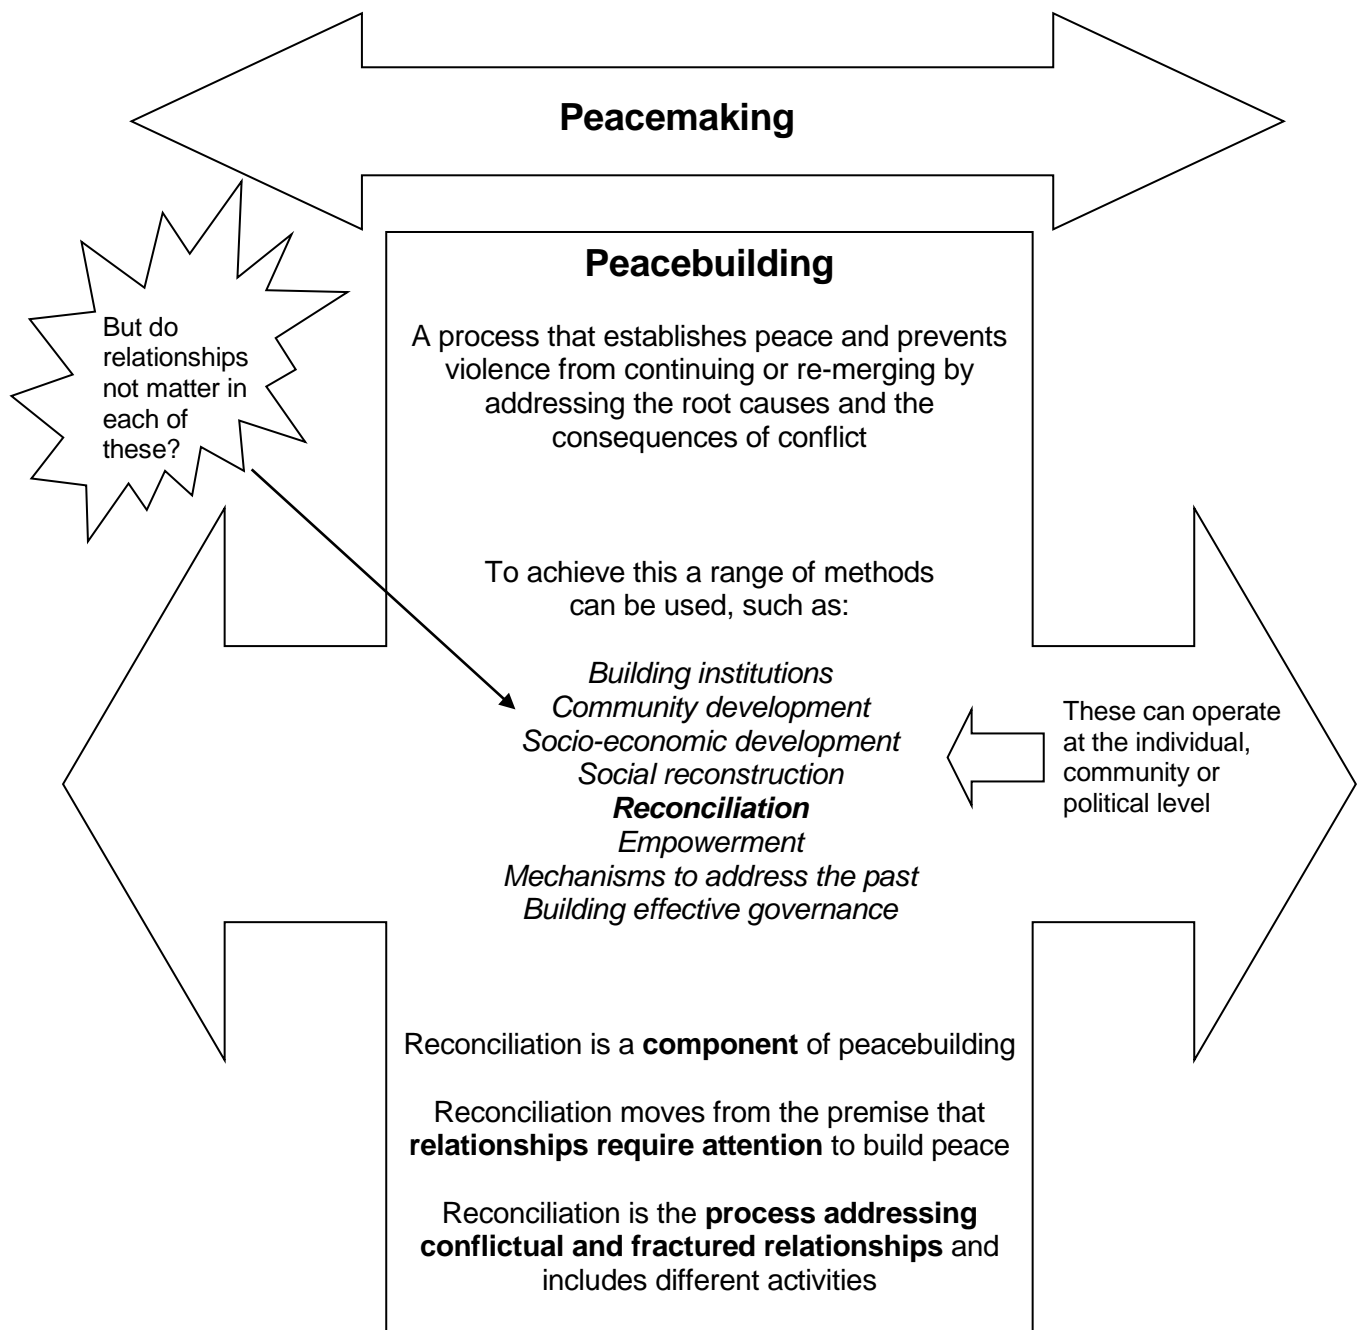 Peacemaking
Peacebuilding
A process that establishes peace and prevents
violence from continuing or re-merging by
addressing the root causes and the
consequences of conflict
But do
relationships
not matter in
each of
these?
To achieve this a range of methods
can be used, such as:
Building institutions
Community development
Socio-economic development
Social reconstruction
Reconciliation
Empowerment
Mechanisms to address the past
Building effective governance
These can operate
at the individual,
community or
political level
Reconciliation is a component of peacebuilding
Reconciliation moves from the premise that
relationships require attention to build peace
Reconciliation is the process addressing
conflictual and fractured relationships and
includes different activities